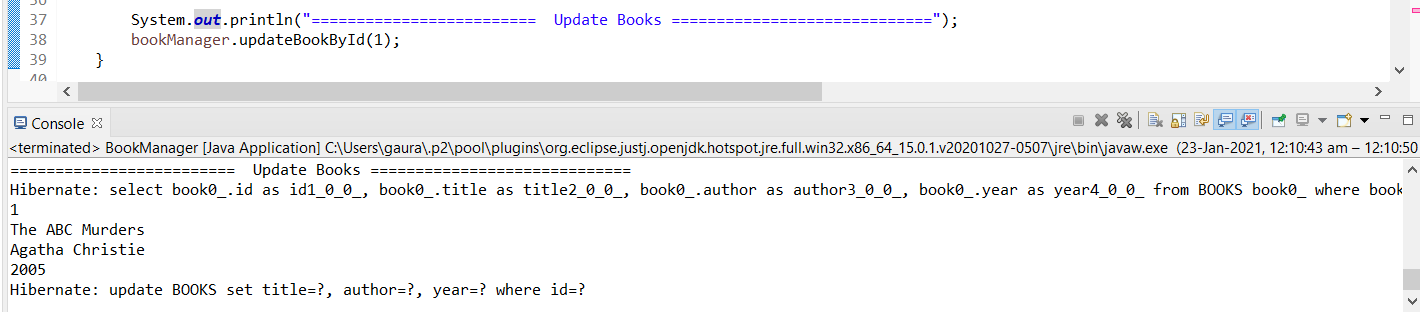 36
37 System.out.println("=========================  Update Books =============================");
38 bookManager.updateBookById(1);
39 }
40
Console
<terminated> BookManager [Java Application] C:\Users\gaura\.p2\pool\plugins\org.eclipse.justj.openjdk.hotspot.jre.full.win32.x86_64_15.0.1.v20201027-0507\jre\bin\javaw.exe  (23-Jan-2021, 12:10:43 am – 12:10:50
=========================  Update Books =============================
Hibernate: select book0_.id as id1_0_0_, book0_.title as title2_0_0_, book0_.author as author3_0_0_, book0_.year as year4_0_0_ from BOOKS book0_ where book
1
The ABC Murders
Agatha Christie
2005
Hibernate: update BOOKS set title=?, author=?, year=? where id=?